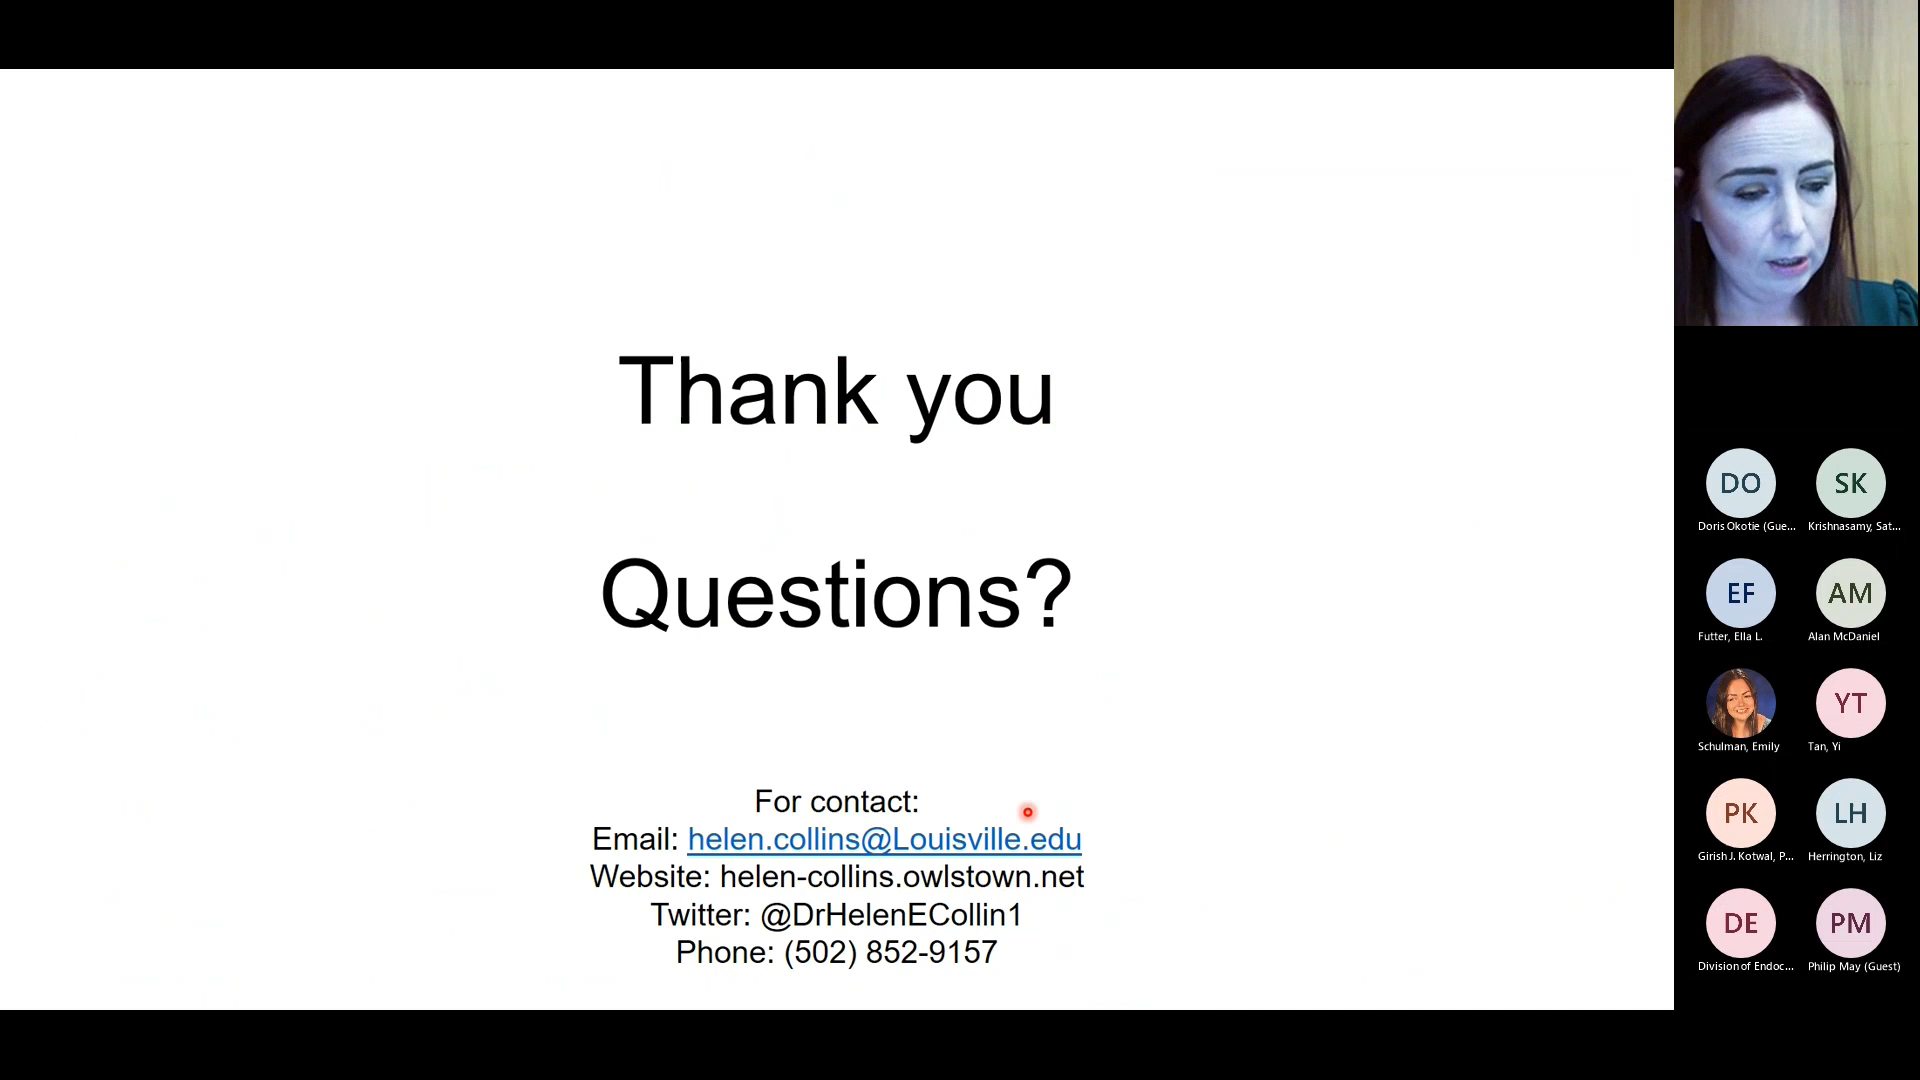 Thank you
Questions?
For contact:
Email: helen.collins@Louisville.edu
Website: helen-collins.owlstown.net
Twitter: @DrHelenECollin1
Phone: (502) 852-9157
DO
SK
Doris Okotie (Gue...
Krishnasamy, Sat...
EF
AM
Futter, Ella L.
Alan McDaniel
YT
Schulman, Emily
Tan, Yi
PK
LH
Girish J. Kotwal, P...
Herrington, Liz
DE
PM
Division of Endoc...
Philip May (Guest)